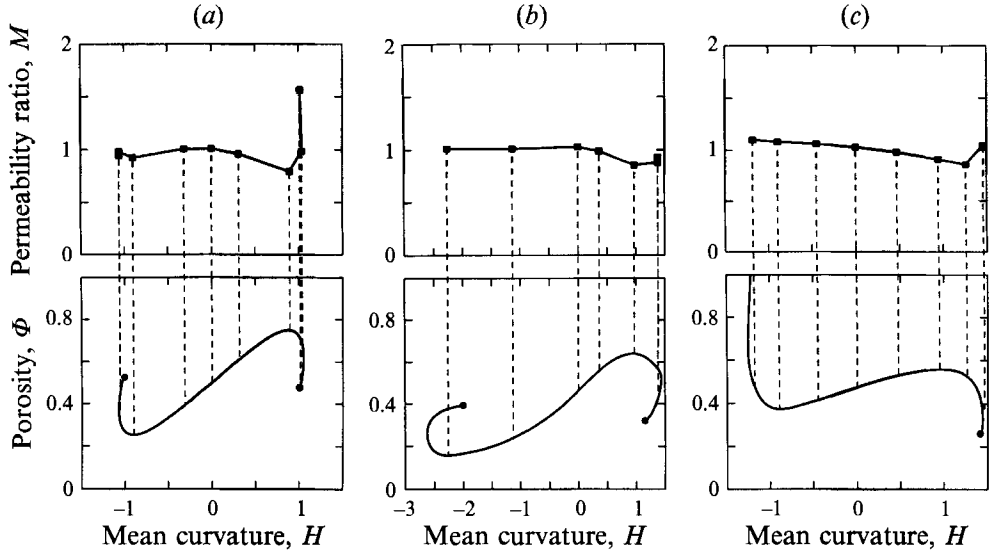 (a) (b) (c)
Permeability ratio, M
2 2 2
1 1 1
0 0 0
Porosity, Φ
0.8 0.8 0.8
0.4 0.4 0.4
0 0 0
−1 0 1 −3 −2 −1 0 1 −1 0 1
Mean curvature, H Mean curvature, H Mean curvature, H